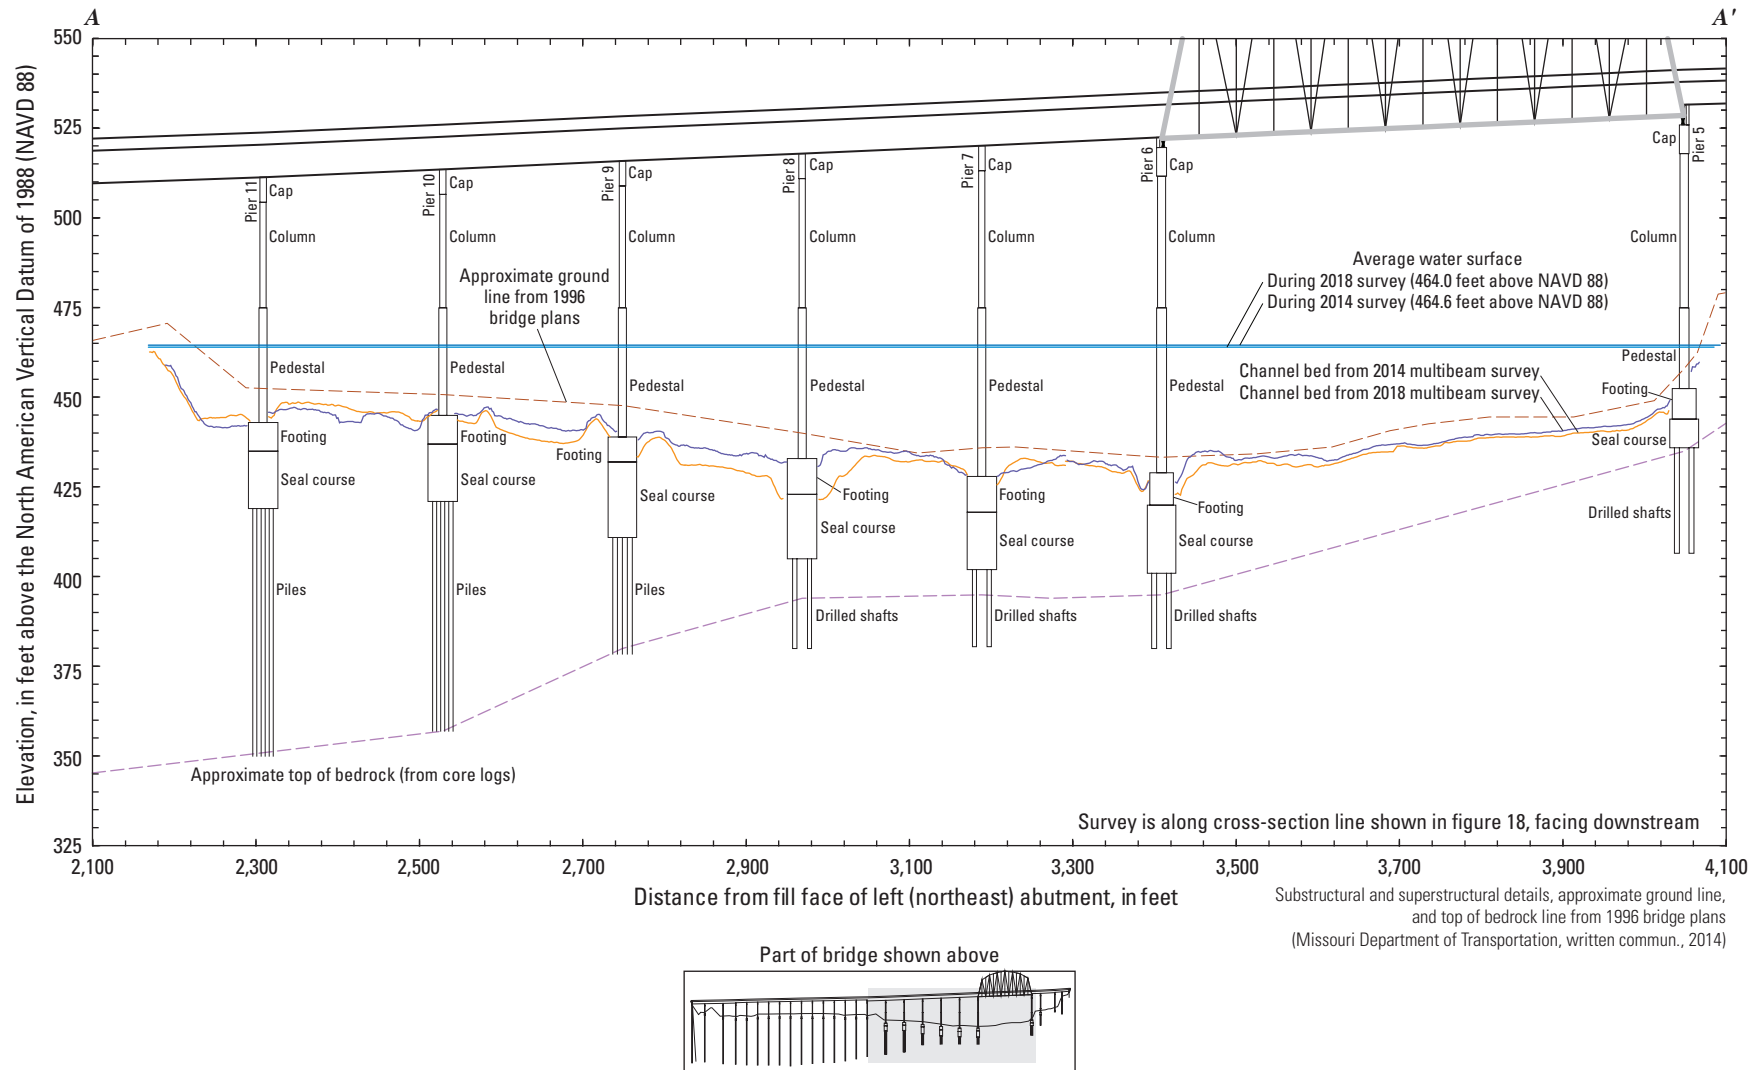 A
A'
Elevation, in feet above the North American Vertical Datum of 1988 (NAVD 88)
550
525
500
475
450
425
400
375
350
325
Pier 11
Cap
Column
Pedestal
Footing
Seal course
Piles
Pier 10
Cap
Column
Pedestal
Footing
Seal course
Piles
Pier 9
Cap
Column
Pedestal
Footing
Seal course
Piles
Pier 8
Cap
Column
Pedestal
Footing
Seal course
Drilled shafts
Pier 7
Cap
Column
Pedestal
Footing
Seal course
Drilled shafts
Pier 6
Cap
Column
Pedestal
Footing
Seal course
Drilled shafts
Pier 5
Cap
Column
Pedestal
Footing
Seal course
Drilled shafts
Approximate ground
line from 1996
bridge plans
Average water surface
During 2018 survey (464.0 feet above NAVD 88)
During 2014 survey (464.6 feet above NAVD 88)
Channel bed from 2014 multibeam survey
Channel bed from 2018 multibeam survey
Approximate top of bedrock (from core logs)
Survey is along cross-section line shown in figure 18, facing downstream
2,100
2,300
2,500
2,700
2,900
3,100
3,300
3,500
3,700
3,900
4,100
Distance from fill face of left (northeast) abutment, in feet
Substructural and superstructural details, approximate ground line,
and top of bedrock line from 1996 bridge plans
(Missouri Department of Transportation, written commun., 2014)
Part of bridge shown above